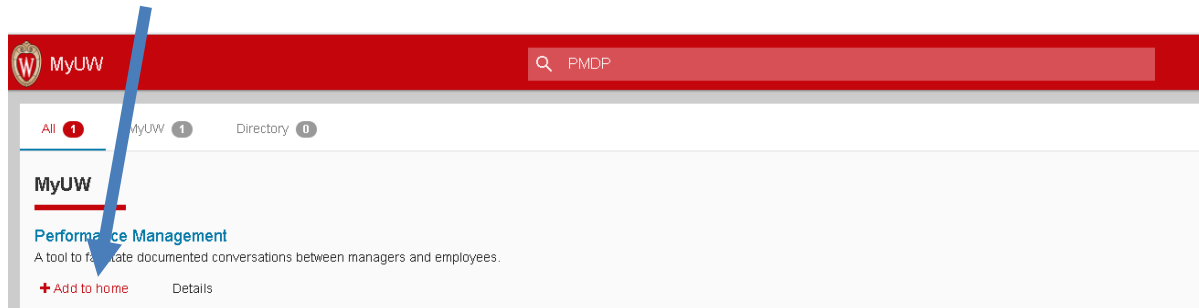 MyUW PMDP
All 1 MyUW 1 Directory 0
MyUW
Performance Management
A tool to facilitate documented conversations between managers and employees.
+ Add to home Details